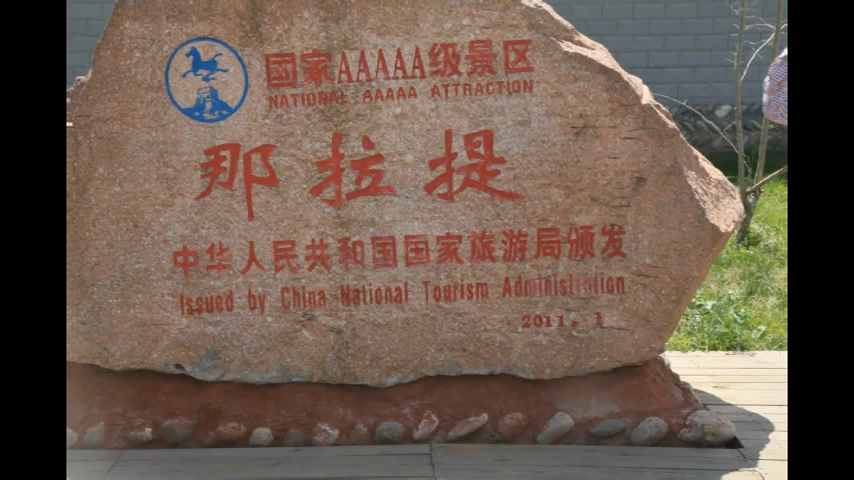 国家AAAAA级景区
NATIONAL AAAAA ATTRACTION
那拉提
中华人民共和国国家旅游局颁发
Issued by China National Tourism Administration
2011.1